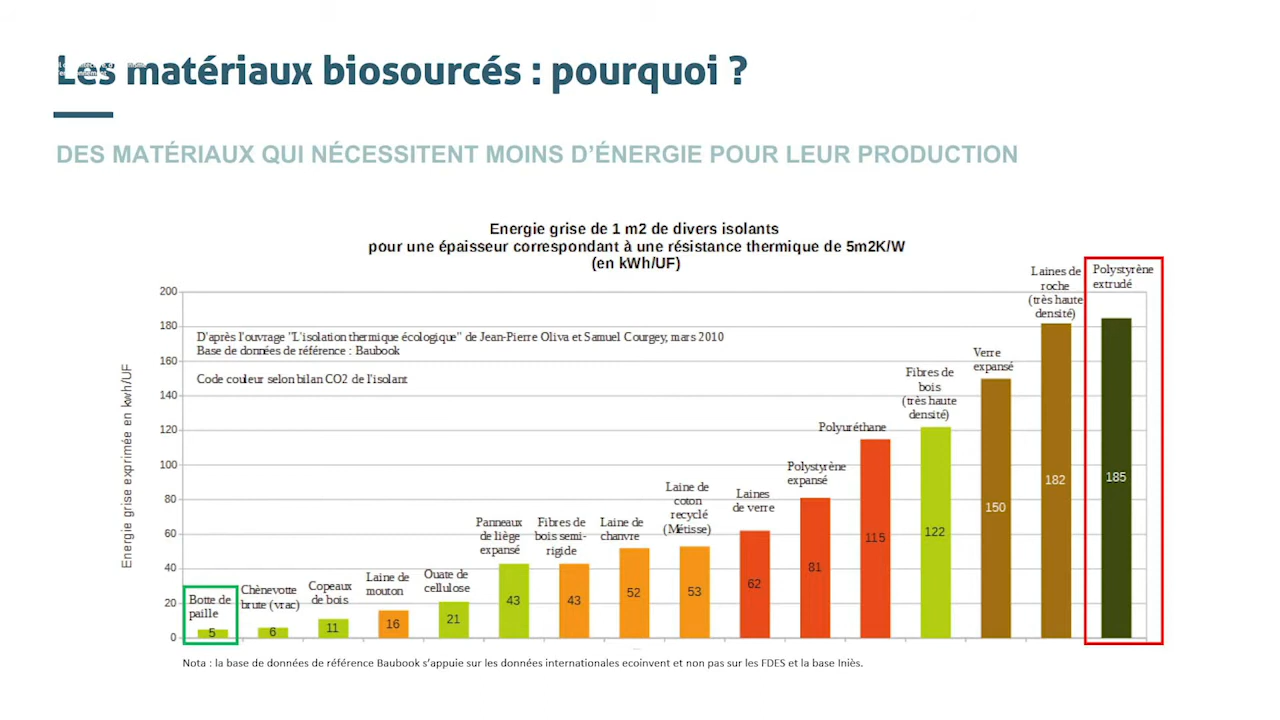 Les matériaux biosourcés : pourquoi ?
DES MATÉRIAUX QUI NÉCESSITENT MOINS D'ÉNERGIE POUR LEUR PRODUCTION
Energie grise de 1 m2 de divers isolants
pour une épaisseur correspondant à une résistance thermique de 5m2K/W
(en kWh/UF)
D'après l'ouvrage "L'isolation thermique écologique" de Jean-Pierre Oliva et Samuel Courgey, mars 2010
Base de données de référence : Baubook
Code couleur selon bilan CO2 de l'isolant
Energie grise exprimée en kwh/UF
200
180
160
140
120
100
80
60
40
20
0
Botte de
paille
5
Chènevotte
brute (vrac)
6
Copeaux
de bois
11
Laine de
mouton
16
Ouate de
cellulose
21
Panneaux
de liège
expansé
43
Fibres de
bois semi-
rigide
43
Laine de
chanvre
52
Laine de
coton
recyclé
(Métisse)
53
Laines
de verre
62
Polystyrène
expansé
81
Polyuréthane
115
Fibres de
bois
(très haute
densité)
122
Verre
expansé
150
Laines de
roche
(très haute
densité)
182
Polystyrène
extrudé
185
Nota : la base de données de référence Baubook s'appuie sur les données internationales ecoinvent et non pas sur les FDES et la base Iniès.